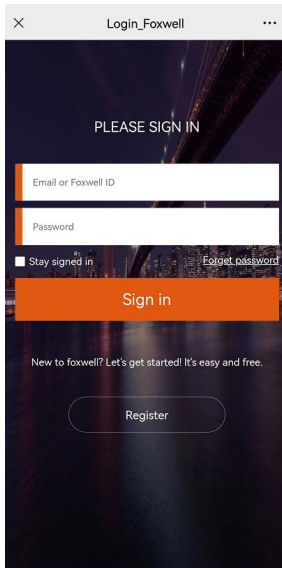 Login_Foxwell
PLEASE SIGN IN
Email or Foxwell ID
Password
Stay signed in
Forget password
Sign in
New to foxwell? Let's get started! It's easy and free.
Register